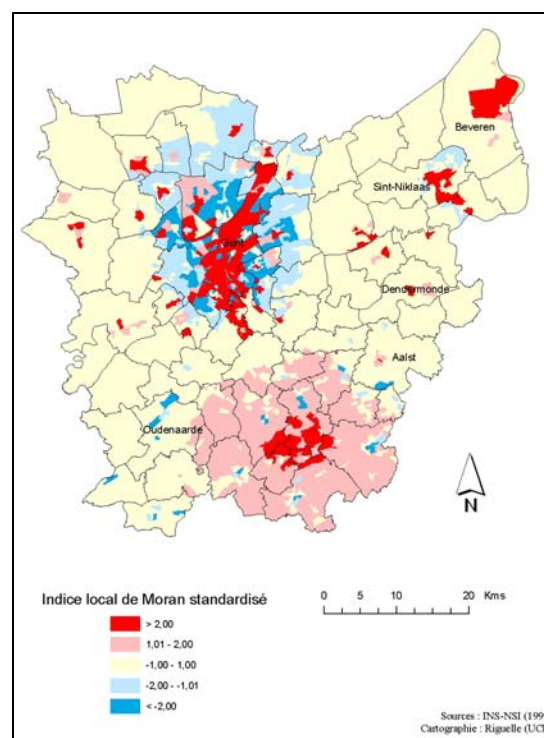 Beveren
Sint-Niklaas
Gent
Dendermonde
Aalst
Oudenaarde
N
Indice local de Moran standardisé
0 5 10 20 Kms
> 2,00
1,01 - 2,00
-1,00 - 1,00
-2,00 - -1,01
< -2,00
Sources : INS-NSI (199
Cartographie : Riguelle (UC